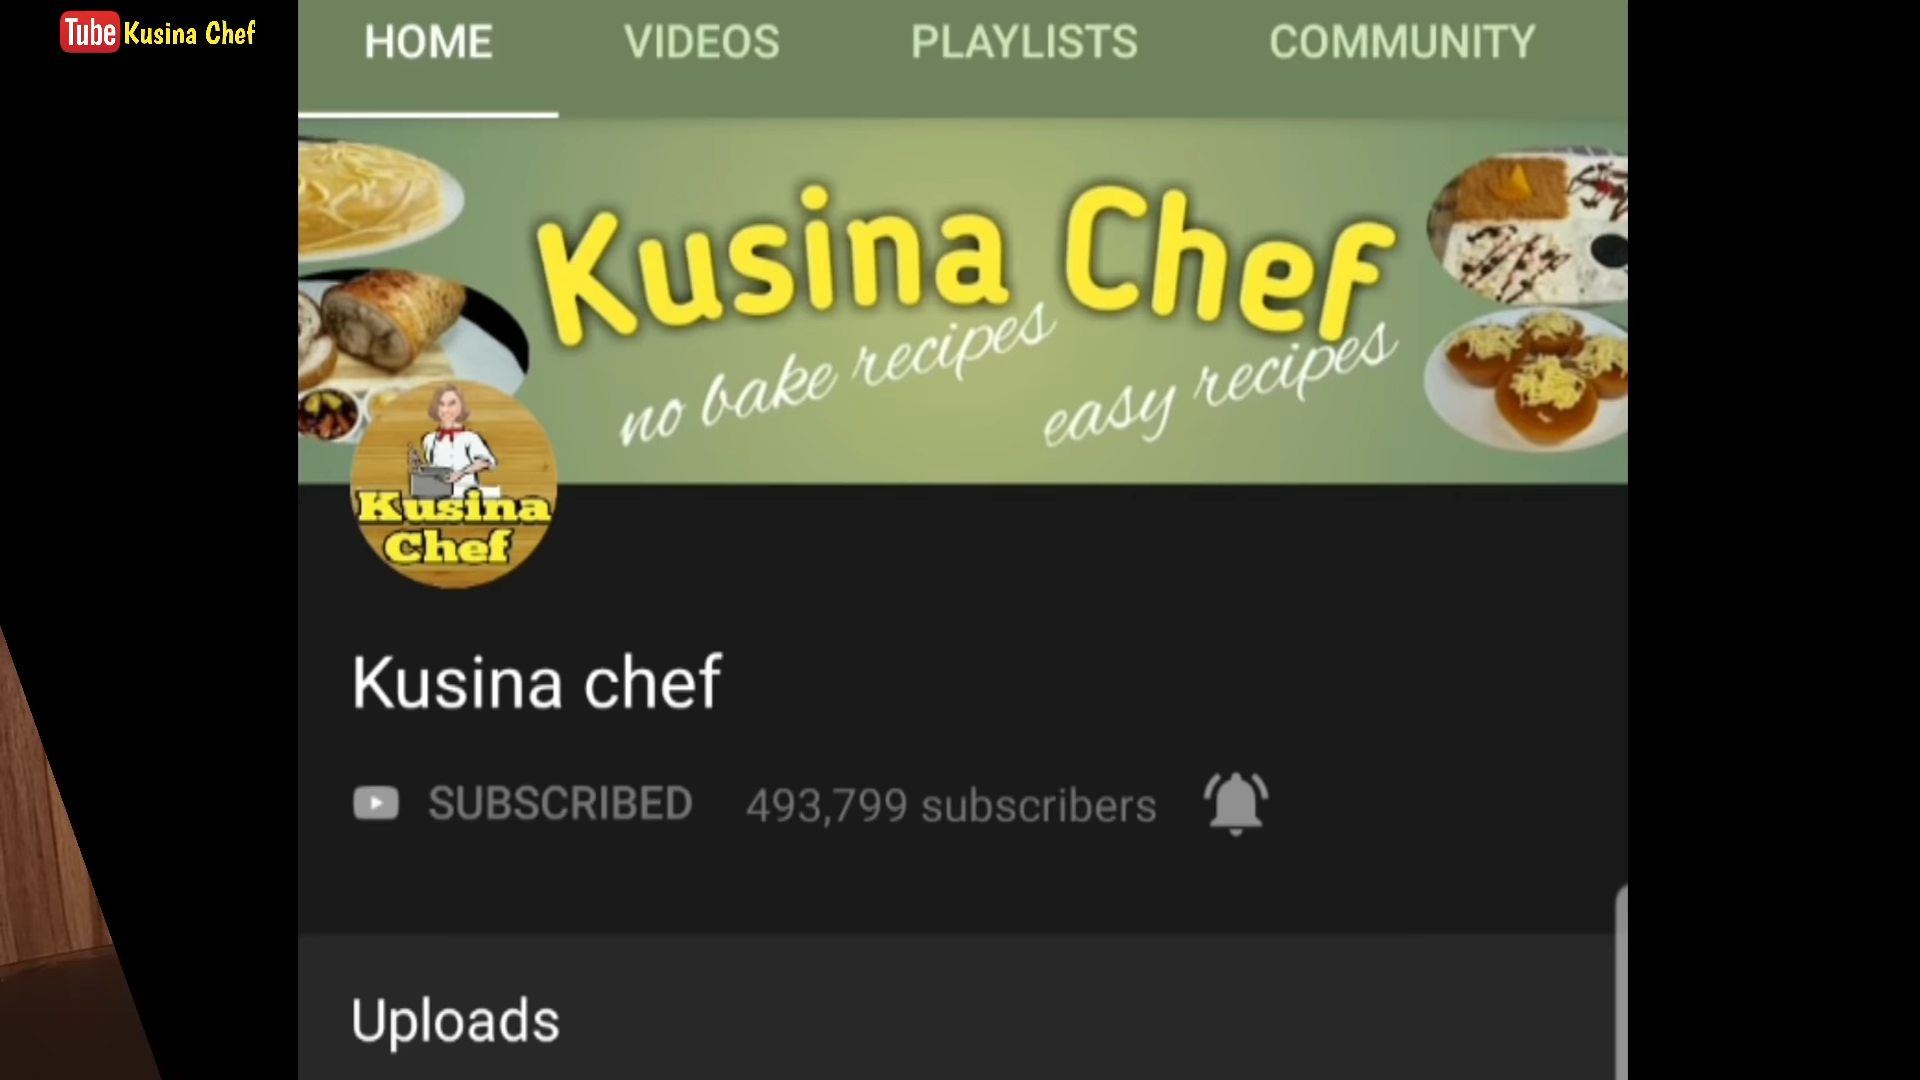 Tube Kusina Chef
HOME VIDEOS PLAYLISTS COMMUNITY
Kusina Chef
no bake recipes
easy recipes
Kusina
Chef
Kusina chef
SUBSCRIBED 493,799 subscribers
Uploads